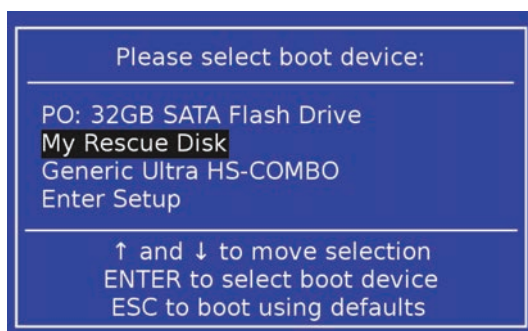 Please select boot device:
PO: 32GB SATA Flash Drive
My Rescue Disk
Generic Ultra HS-COMBO
Enter Setup
↑ and ↓ to move selection
ENTER to select boot device
ESC to boot using defaults